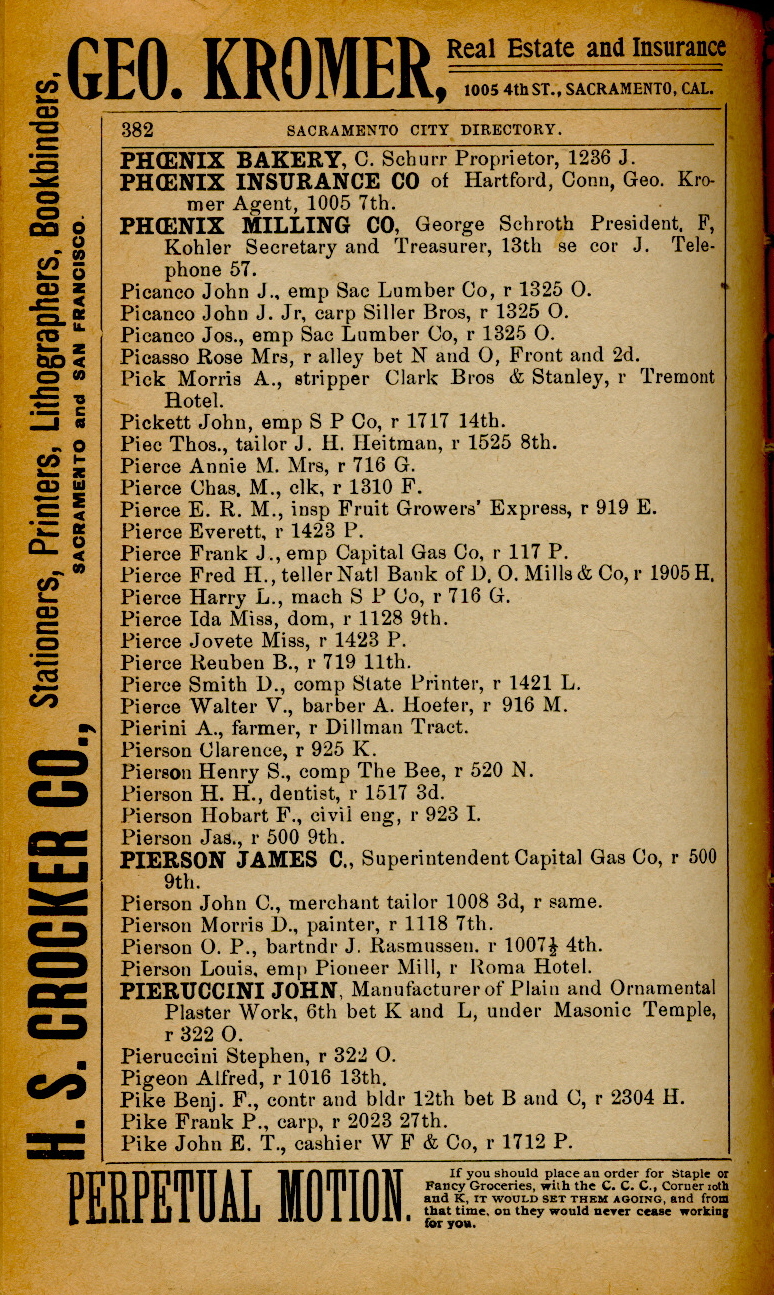 GEO. KROMER,
Real Estate and Insurance
1005 4th ST., SACRAMENTO, CAL.
H. S. CROCKER CO., Stationers, Printers, Lithographers, Bookbinders,
SACRAMENTO and SAN FRANCISCO.
382 SACRAMENTO CITY DIRECTORY.
PHŒNIX BAKERY, C. Schurr Proprietor, 1236 J.
PHŒNIX INSURANCE CO of Hartford, Conn, Geo. Kro-
mer Agent, 1005 7th.
PHŒNIX MILLING CO, George Schroth President, F,
Kohler Secretary and Treasurer, 13th se cor J. Tele-
phone 57.
Picanco John J., emp Sac Lumber Co, r 1325 O.
Picanco John J. Jr, carp Siller Bros, r 1325 O.
Picanco Jos., emp Sac Lumber Co, r 1325 O.
Picasso Rose Mrs, r alley bet N and O, Front and 2d.
Pick Morris A., stripper Clark Bros & Stanley, r Tremont
Hotel.
Pickett John, emp S P Co, r 1717 14th.
Piec Thos., tailor J. H. Heitman, r 1525 8th.
Pierce Annie M. Mrs, r 716 G.
Pierce Chas. M., clk, r 1310 F.
Pierce E. R. M., insp Fruit Growers' Express, r 919 E.
Pierce Everett, r 1423 P.
Pierce Frank J., emp Capital Gas Co, r 117 P.
Pierce Fred H., teller Natl Bank of D. O. Mills & Co, r 1905 H.
Pierce Harry L., mach S P Co, r 716 G.
Pierce Ida Miss, dom, r 1128 9th.
Pierce Jovete Miss, r 1423 P.
Pierce Reuben B., r 719 11th.
Pierce Smith D., comp State Printer, r 1421 L.
Pierce Walter V., barber A. Hoefer, r 916 M.
Pierini A., farmer, r Dillman Tract.
Pierson Clarence, r 925 K.
Pierson Henry S., comp The Bee, r 520 N.
Pierson H. H., dentist, r 1517 3d.
Pierson Hobart F., civil eng, r 923 I.
Pierson Jas., r 500 9th.
PIERSON JAMES C., Superintendent Capital Gas Co, r 500
9th.
Pierson John C., merchant tailor 1008 3d, r same.
Pierson Morris D., painter, r 1118 7th.
Pierson O. P., bartndr J. Rasmussen. r 1007½ 4th.
Pierson Louis, emp Pioneer Mill, r Roma Hotel.
PIERUCCINI JOHN, Manufacturer of Plain and Ornamental
Plaster Work, 6th bet K and L, under Masonic Temple,
r 322 O.
Pieruccini Stephen, r 322 O.
Pigeon Alfred, r 1016 13th.
Pike Benj. F., contr and bldr 12th bet B and C, r 2304 H.
Pike Frank P., carp, r 2023 27th.
Pike John E. T., cashier W F & Co, r 1712 P.
PERPETUAL MOTION.
If you should place an order for Staple or
Fancy Groceries, with the C. C. C., Corner 10th
and K, IT WOULD SET THEM AGOING, and from
that time, on they would never cease working
for you.